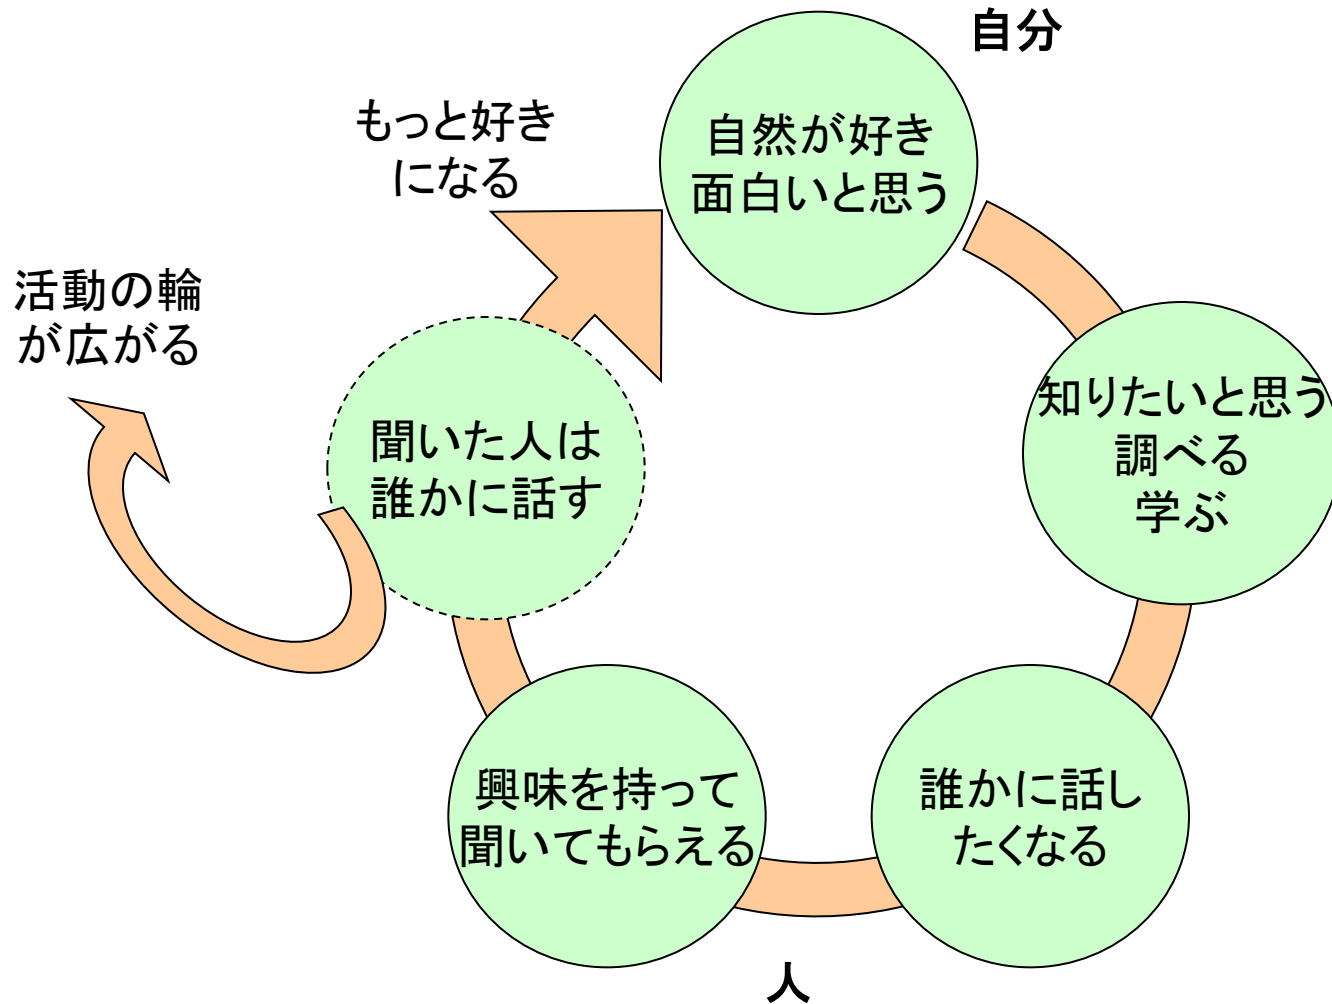 自分
自然が好き
面白いと思う
知りたいと思う
調べる
学ぶ
誰かに話し
たくなる
人
興味を持って
聞いてもらえる
聞いた人は
誰かに話す
活動の輪
が広がる
もっと好き
になる